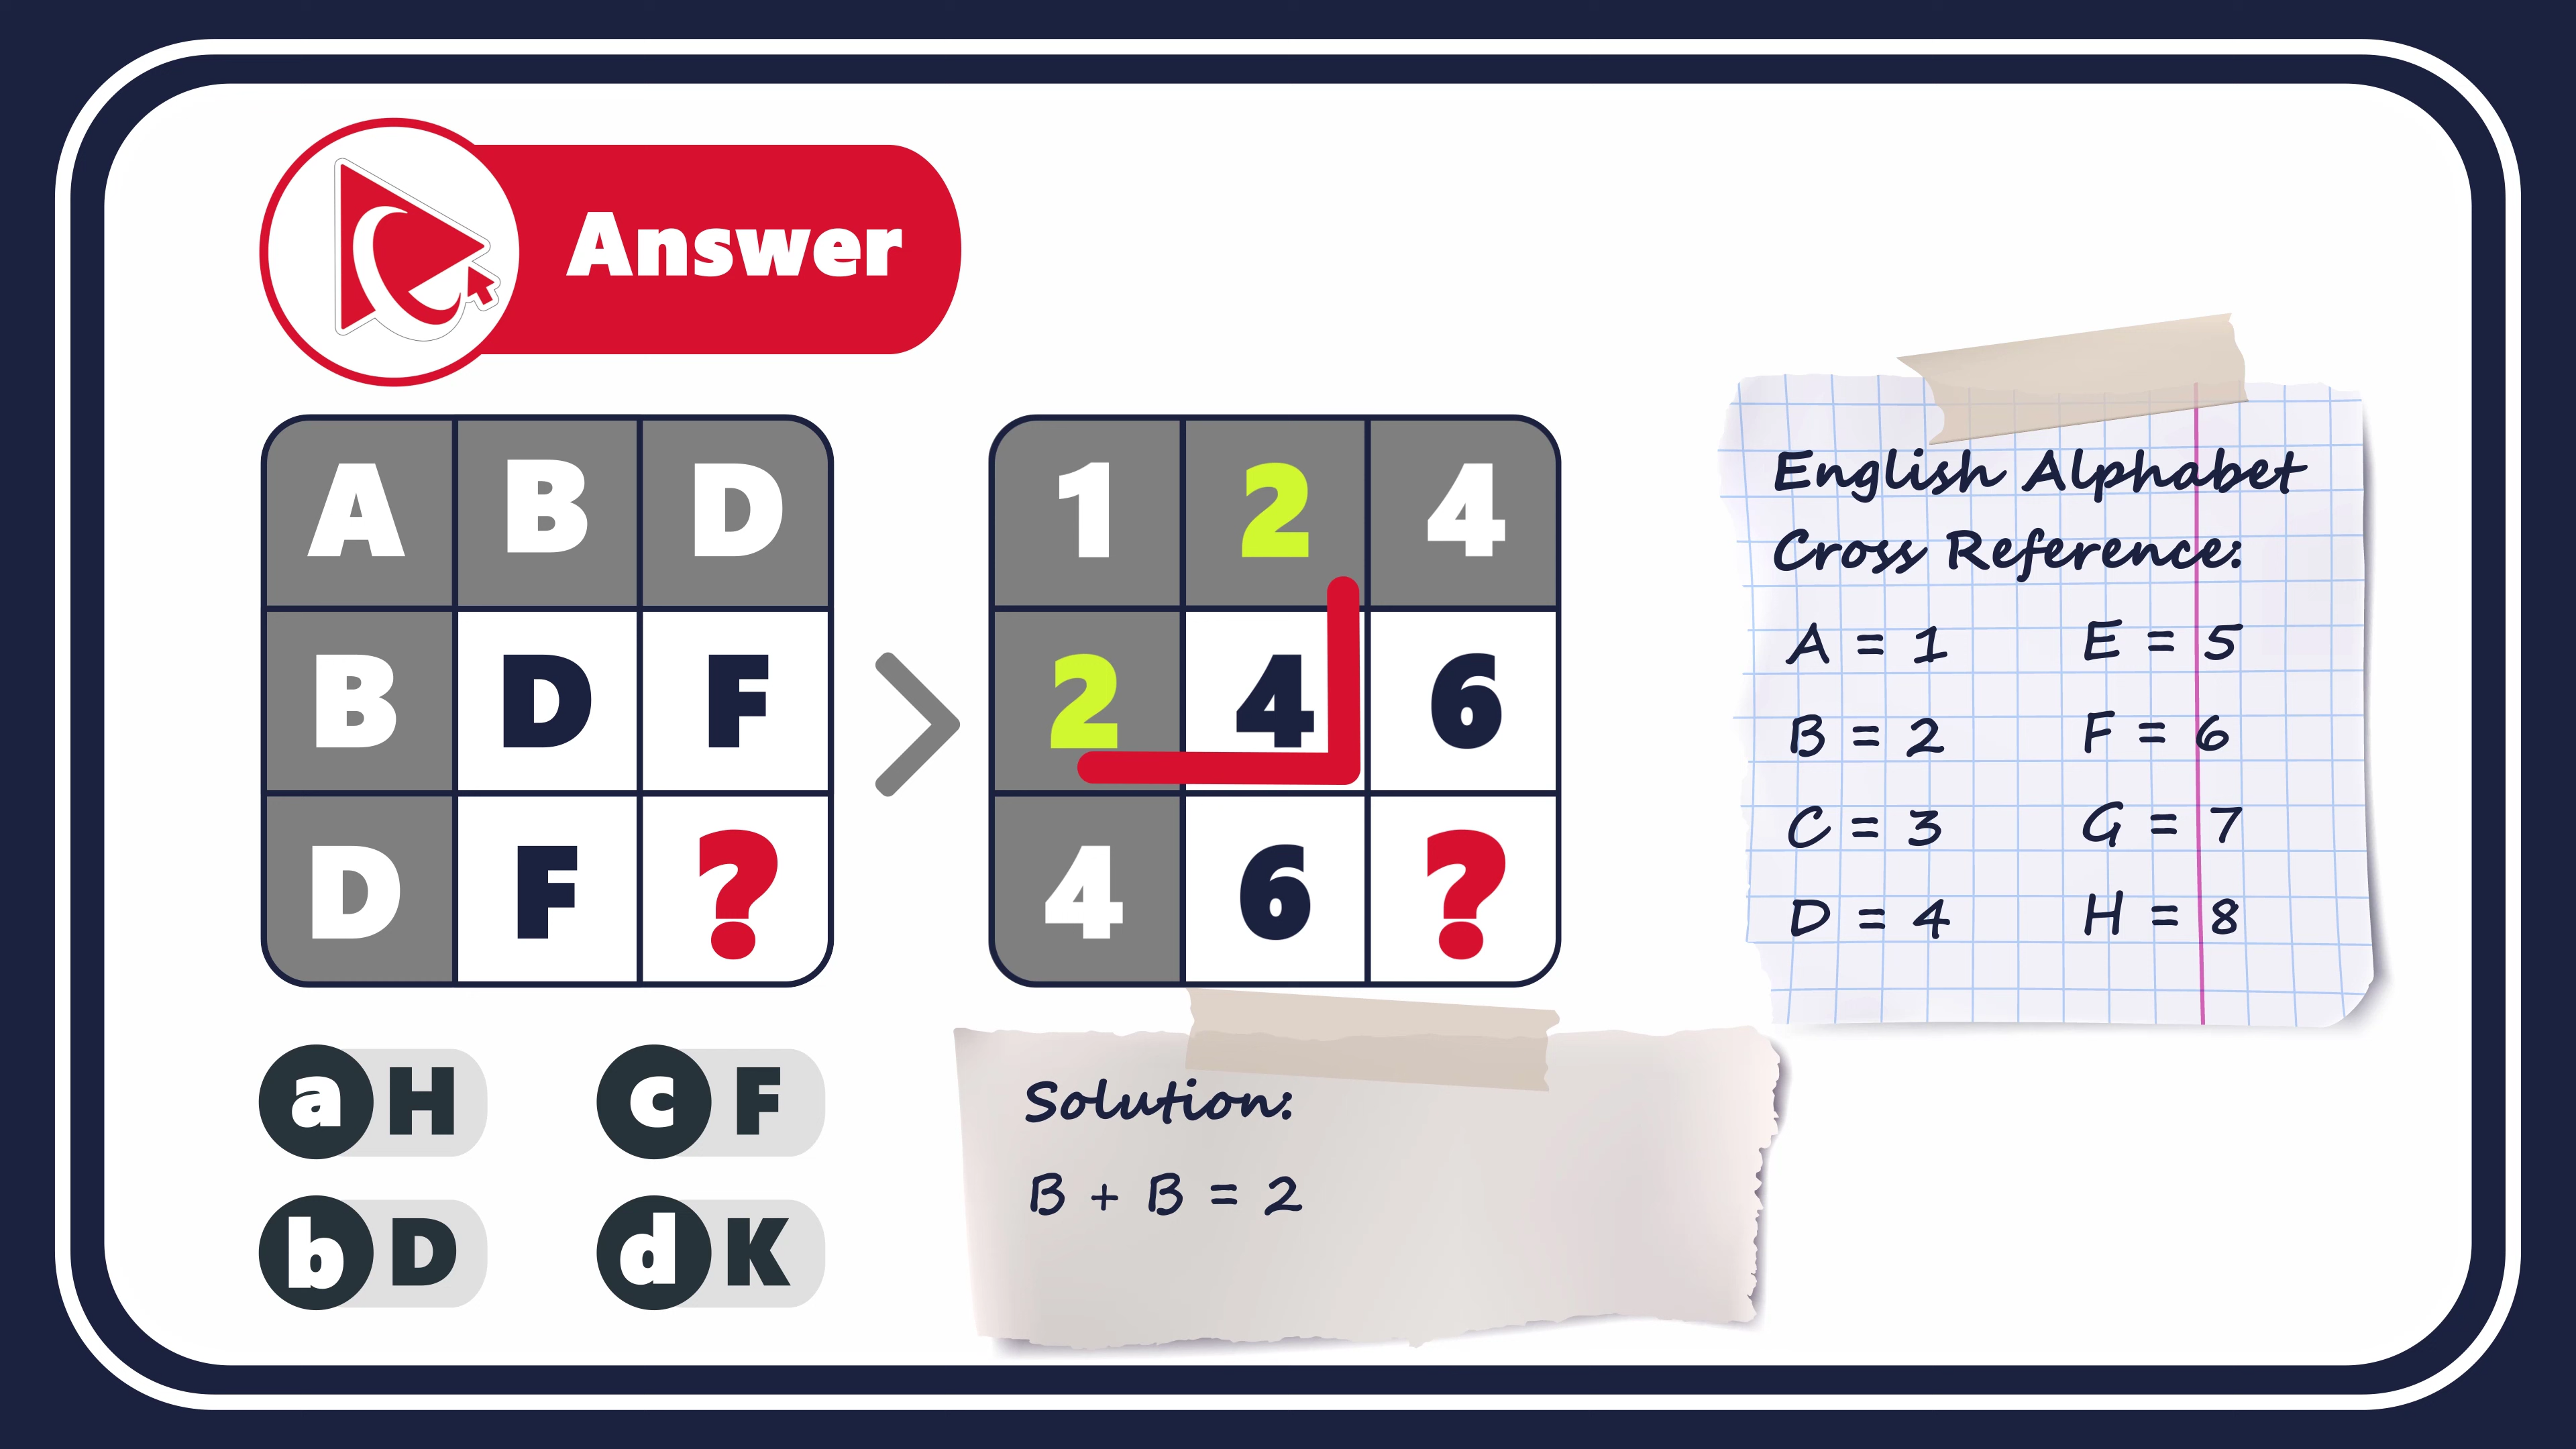 Answer
A B D
B D F
D F ?
1 2 4
2 4 6
4 6 ?
English Alphabet
Cross Reference:
A = 1 E = 5
B = 2 F = 6
C = 3 G = 7
D = 4 H = 8
a H c F
b D d K
Solution:
B + B = 2